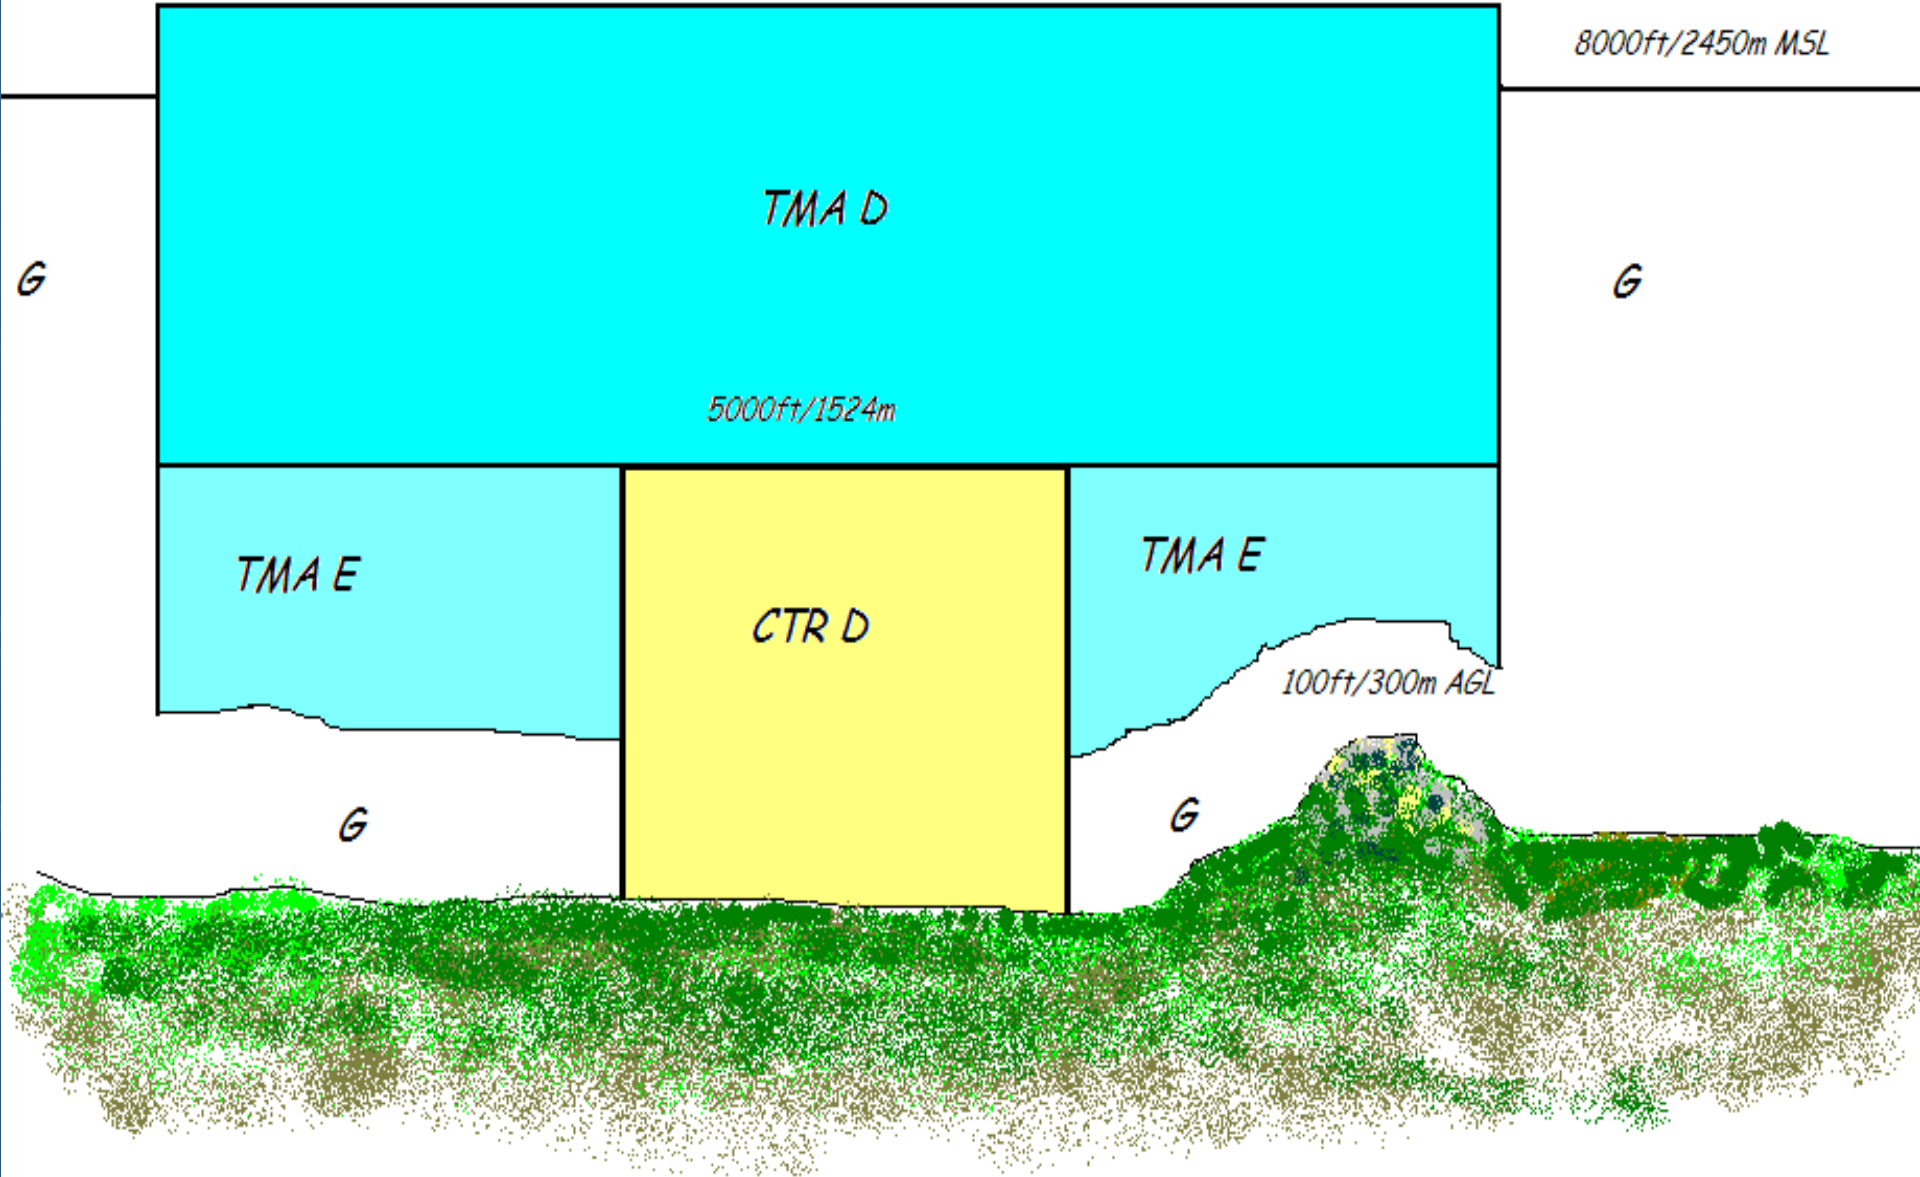 8000ft/2450m MSL
TMA D
G
G
5000ft/1524m
TMA E
TMA E
CTR D
100ft/300m AGL
G
G